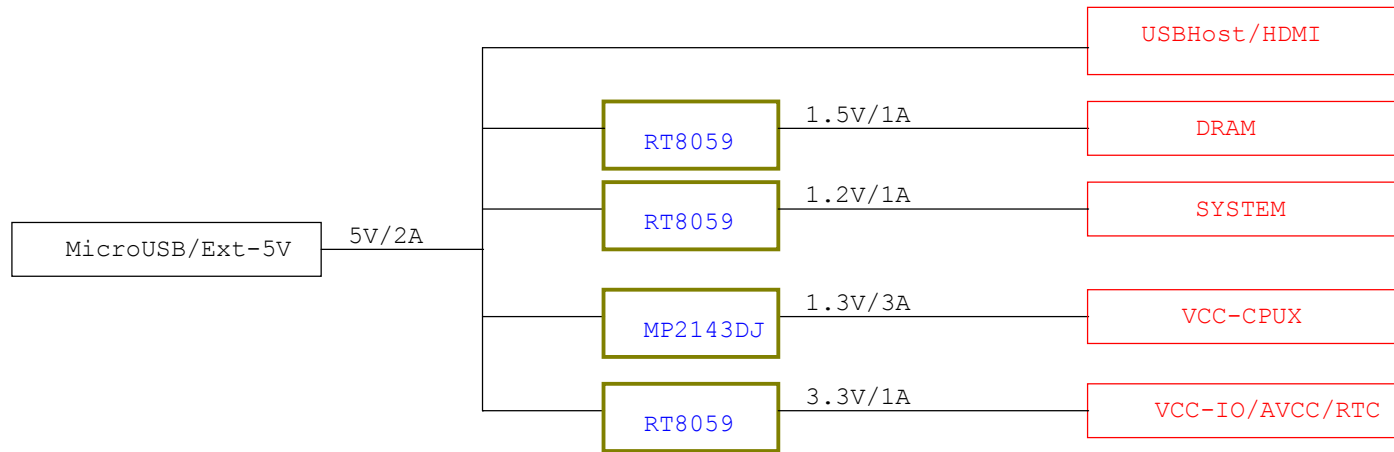 USBHost/HDMI
1.5V/1A
RT8059
DRAM
1.2V/1A
RT8059
SYSTEM
MicroUSB/Ext-5V
5V/2A
1.3V/3A
MP2143DJ
VCC-CPUX
3.3V/1A
RT8059
VCC-IO/AVCC/RTC